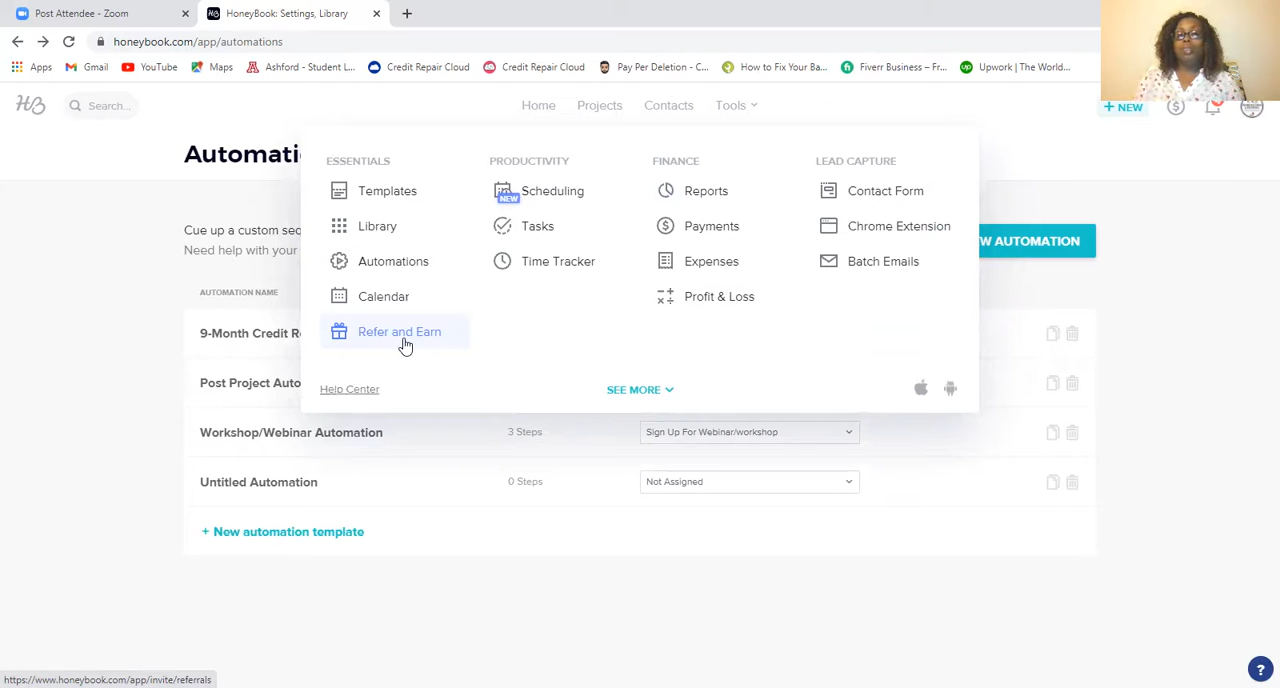 Post Attendee - Zoom
HoneyBook: Settings, Library
honeybook.com/app/automations
Apps
Gmail
YouTube
Maps
Ashford - Student L...
Credit Repair Cloud
Credit Repair Cloud
Pay Per Deletion - C...
How to Fix Your Ba...
Fiverr Business – Fr...
Upwork | The World...
HB
Search...
Home
Projects
Contacts
Tools
+ NEW
Automati
ESSENTIALS
Templates
Library
Automations
Calendar
Refer and Earn
PRODUCTIVITY
Scheduling
NEW
Tasks
Time Tracker
FINANCE
Reports
Payments
Expenses
Profit & Loss
LEAD CAPTURE
Contact Form
Chrome Extension
Batch Emails
Help Center
SEE MORE
Cue up a custom seq
Need help with your
W AUTOMATION
AUTOMATION NAME
9-Month Credit Re
Post Project Auto
Workshop/Webinar Automation
3 Steps
Sign Up For Webinar/workshop
Untitled Automation
0 Steps
Not Assigned
+ New automation template
https://www.honeybook.com/app/invite/referrals
?